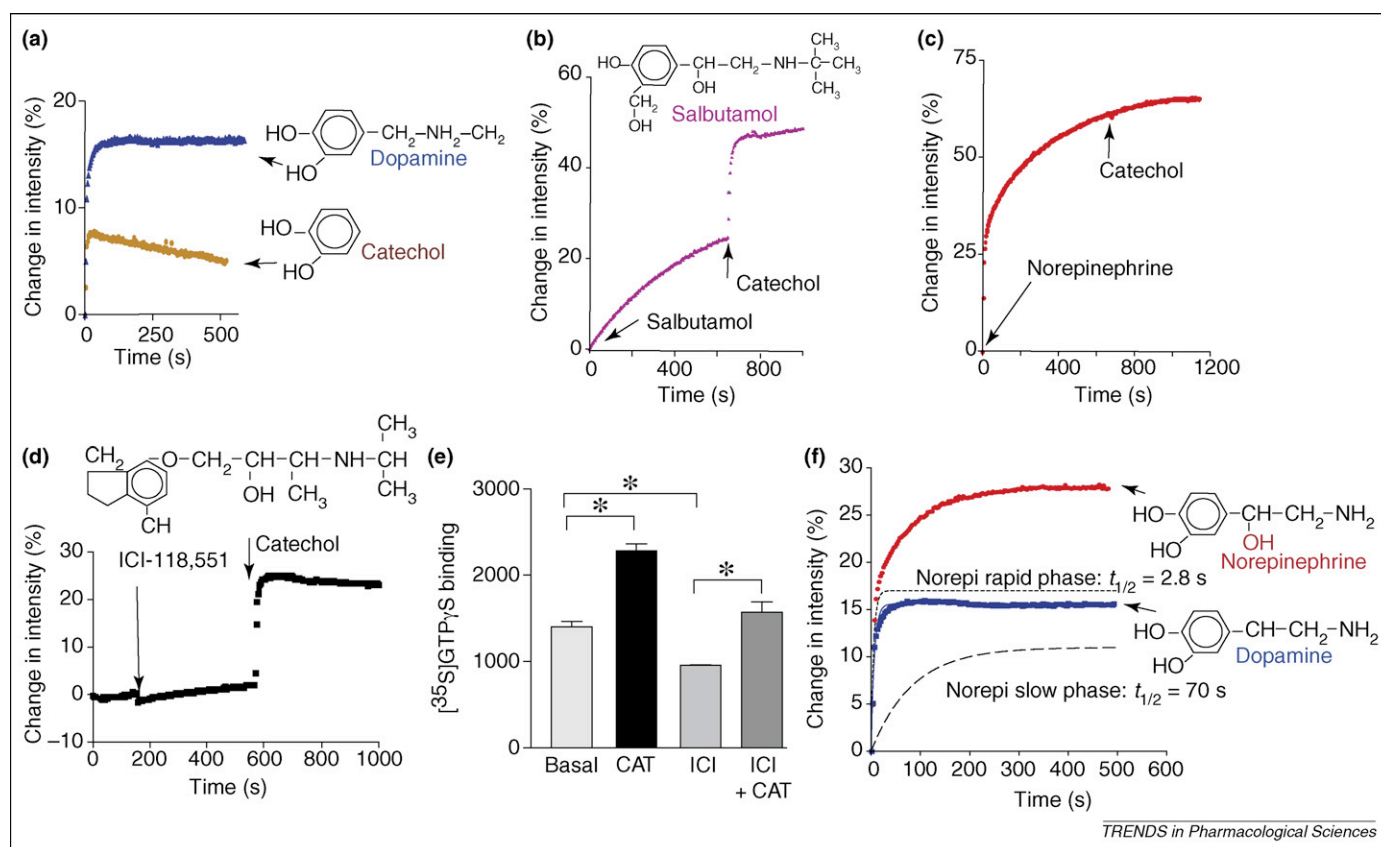 (a)
20
10
0
0
250
500
Change in intensity (%)
Time (s)
HO
HO
CH₂–NH₂–CH₂
Dopamine
HO
HO
Catechol
(b)
60
40
20
0
0
400
800
Change in intensity (%)
Time (s)
HO
CH
OH
CH₂
NH
C
CH₃
CH₃
CH₃
CH₂
OH
Salbutamol
Catechol
Salbutamol
(c)
75
50
25
0
0
400
800
1200
Change in intensity (%)
Time (s)
Catechol
Norepinephrine
(d)
CH₂
O–CH₂–CH–CH–NH–CH
OH
CH₃
CH₃
CH₃
CH
ICI-118,551
Catechol
30
20
10
0
–10
0
200
400
600
800
1000
Change in intensity (%)
Time (s)
(e)
3000
2000
1000
0
[³⁵S]GTPγS binding
*
*
*
Basal
CAT
ICI
ICI
+ CAT
(f)
30
25
20
15
10
5
0
0
100
200
300
400
500
600
Change in intensity (%)
Time (s)
HO
HO
CH–CH₂–NH₂
OH
Norepinephrine
Norepi rapid phase: t1/2 = 2.8 s
HO
HO
CH–CH₂–NH₂
Dopamine
Norepi slow phase: t1/2 = 70 s
TRENDS in Pharmacological Sciences